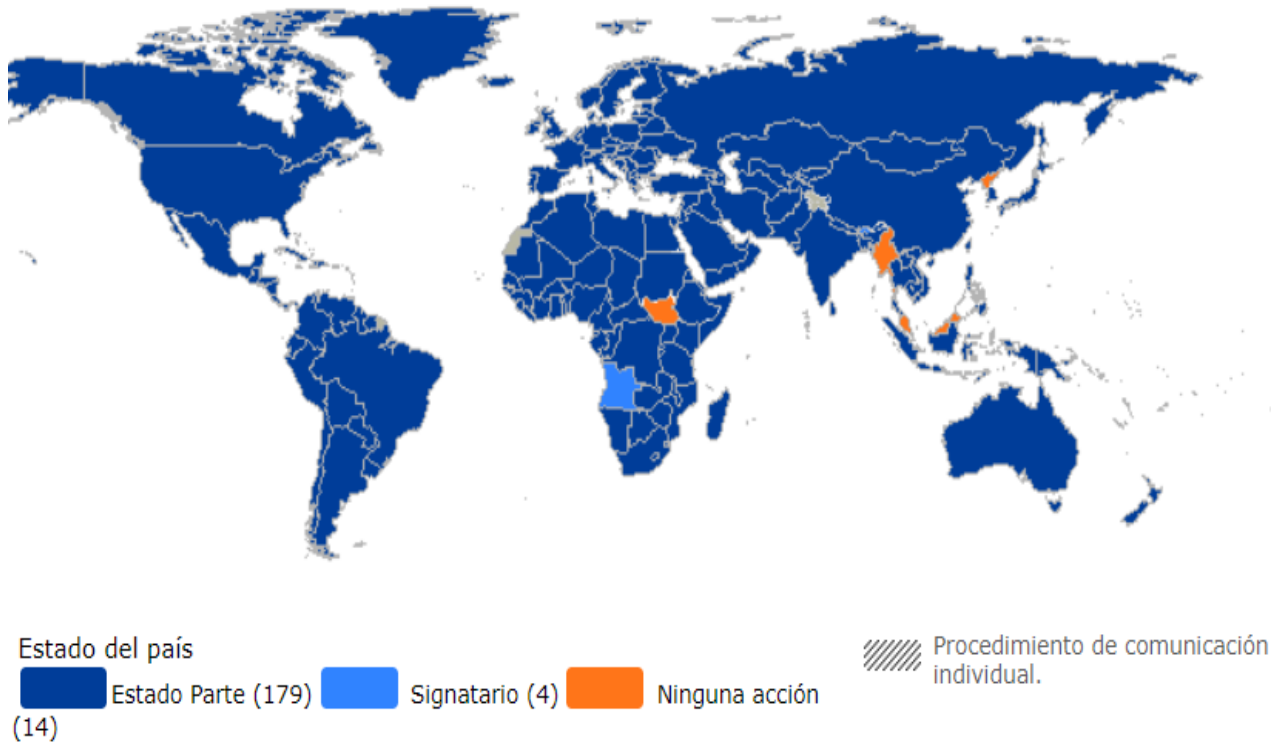 Estado del país
Estado Parte (179) Signatario (4) Ninguna acción
(14)
Procedimiento de comunicación
individual.